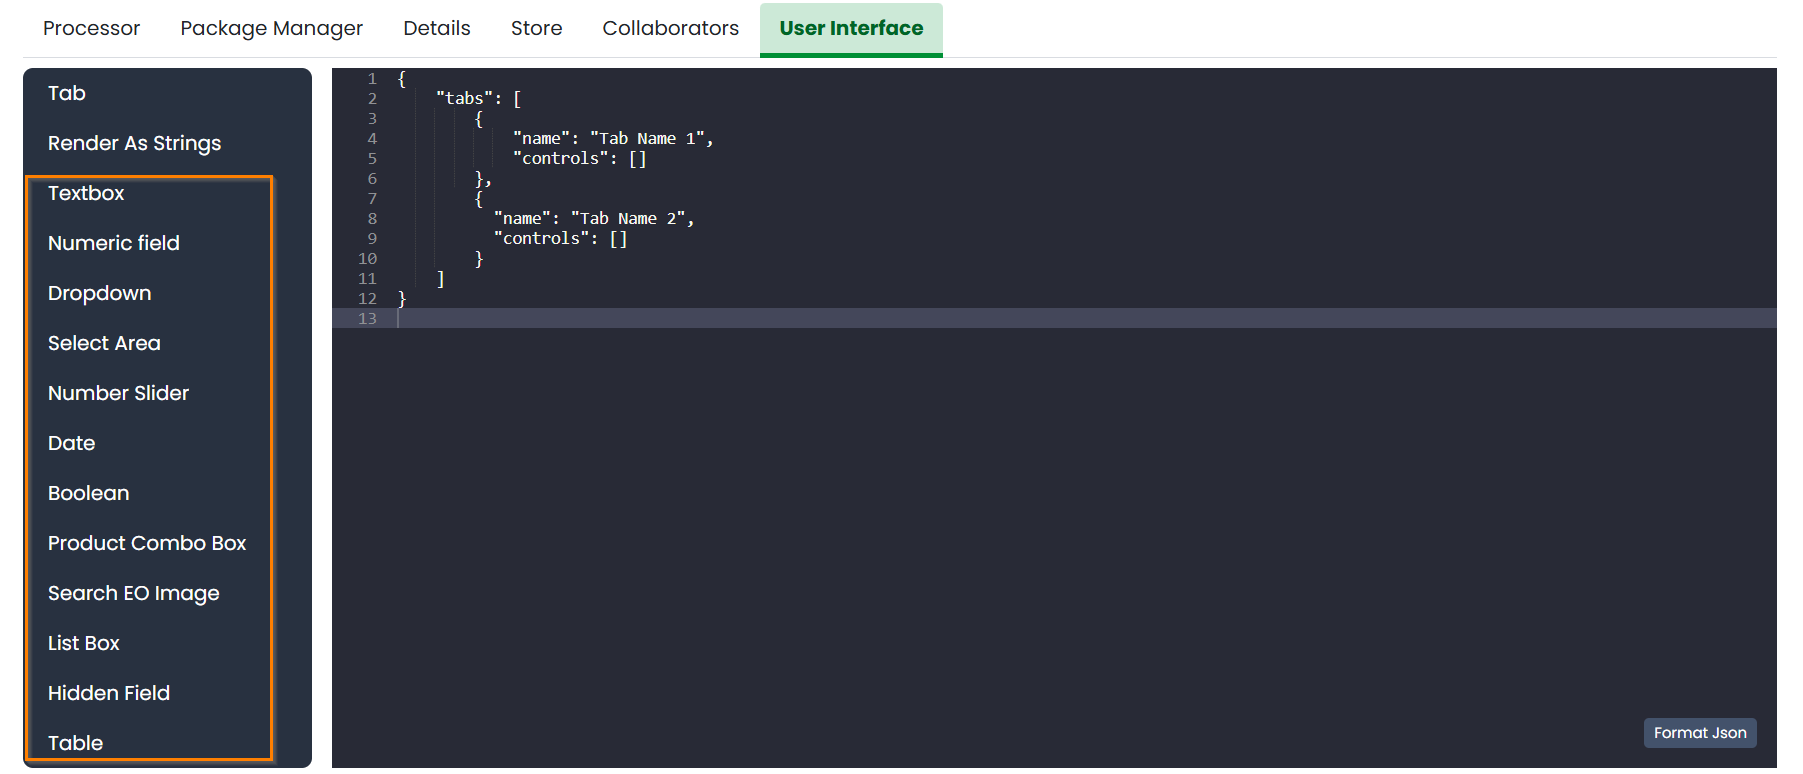 Processor Package Manager Details Store Collaborators User Interface
Tab
Render As Strings
Textbox
Numeric field
Dropdown
Select Area
Number Slider
Date
Boolean
Product Combo Box
Search EO Image
List Box
Hidden Field
Table
1 {
2     "tabs": [
3         {
4             "name": "Tab Name 1",
5             "controls": []
6         },
7         {
8           "name": "Tab Name 2",
9           "controls": []
10         }
11     ]
12 }
13
Format Json